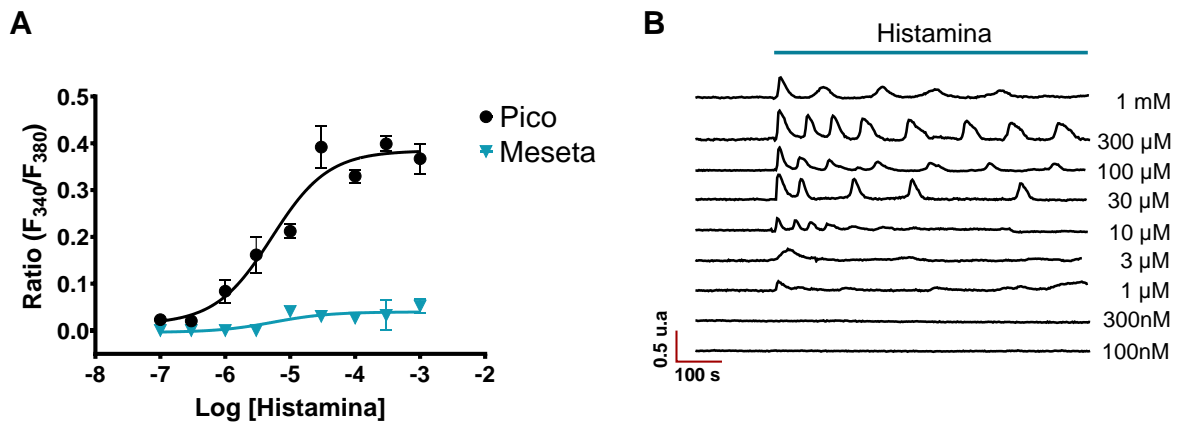 A
Ratio (F340/F380)
0.5
0.4
0.3
0.2
0.1
0.0
-8
-7
-6
-5
-4
-3
-2
Log [Histamina]
Pico
Meseta
B
Histamina
1 mM
300 µM
100 µM
30 µM
10 µM
3 µM
1 µM
300nM
100nM
0.5 u.a
100 s